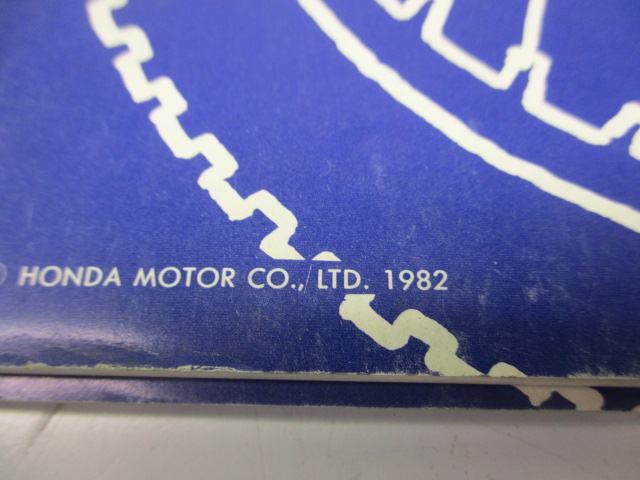 © HONDA MOTOR CO., LTD. 1982